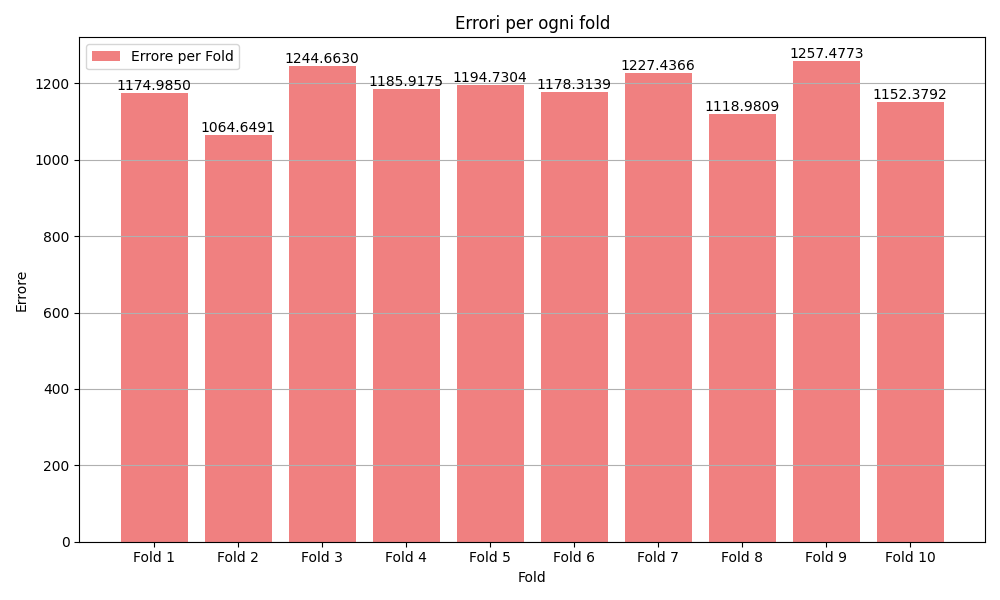 Errori per ogni fold
Errore per Fold
1174.9850
1064.6491
1244.6630
1185.9175
1194.7304
1178.3139
1227.4366
1118.9809
1257.4773
1152.3792
1200
1000
800
600
400
200
0
Errore
Fold 1
Fold 2
Fold 3
Fold 4
Fold 5
Fold 6
Fold 7
Fold 8
Fold 9
Fold 10
Fold